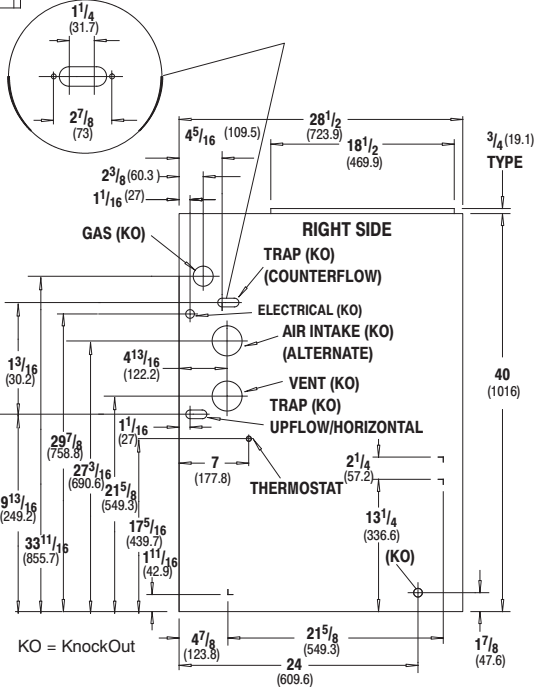 1 1/4
(31.7)
2 7/8
(73)
28 1/2
(723.9)
4 5/16 (109.5)
18 1/2
(469.9)
3/4 (19.1)
TYPE
2 3/8 (60.3 )
1 1/16 (27)
RIGHT SIDE
GAS (KO)
TRAP (KO)
(COUNTERFLOW)
ELECTRICAL (KO)
AIR INTAKE (KO)
(ALTERNATE)
1 3/16
(30.2)
4 13/16
(122.2)
40
(1016)
VENT (KO)
TRAP (KO)
UPFLOW/HORIZONTAL
1 1/16
(27)
29 7/8
(758.8)
27 3/16
(690.6)
7
(177.8)
2 1/4
(57.2)
THERMOSTAT
9 13/16
(249.2)
21 5/8
(549.3)
17 5/16
(439.7)
13 1/4
(336.6)
33 11/16
(855.7)
1 11/16
(42.9)
(KO)
KO = KnockOut
4 7/8
(123.8)
21 5/8
(549.3)
1 7/8
(47.6)
24
(609.6)